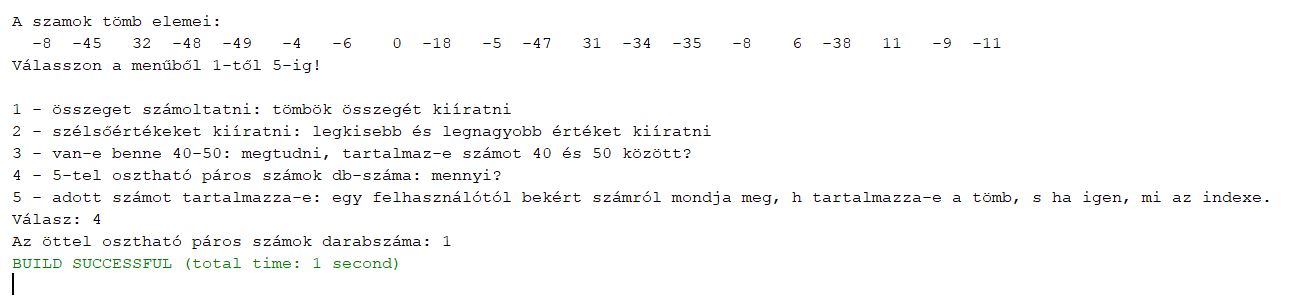 A szamok tömb elemei:
-8 -45 32 -48 -49 -4 -6 0 -18 -5 -47 31 -34 -35 -8 6 -38 11 -9 -11
Válasszon a menűből 1-től 5-ig!
1 - összeget számoltatni: tömbök összegét kiíratni
2 - szélsőértékeket kiíratni: legkisebb és legnagyobb értéket kiíratni
3 - van-e benne 40-50: megtudni, tartalmaz-e számot 40 és 50 között?
4 - 5-tel osztható páros számok db-száma: mennyi?
5 - adott számot tartalmazza-e: egy felhasználótól bekért számról mondja meg, h tartalmazza-e a tömb, s ha igen, mi az indexe.
Válasz: 4
Az öttel osztható páros számok darabszáma: 1
BUILD SUCCESSFUL (total time: 1 second)